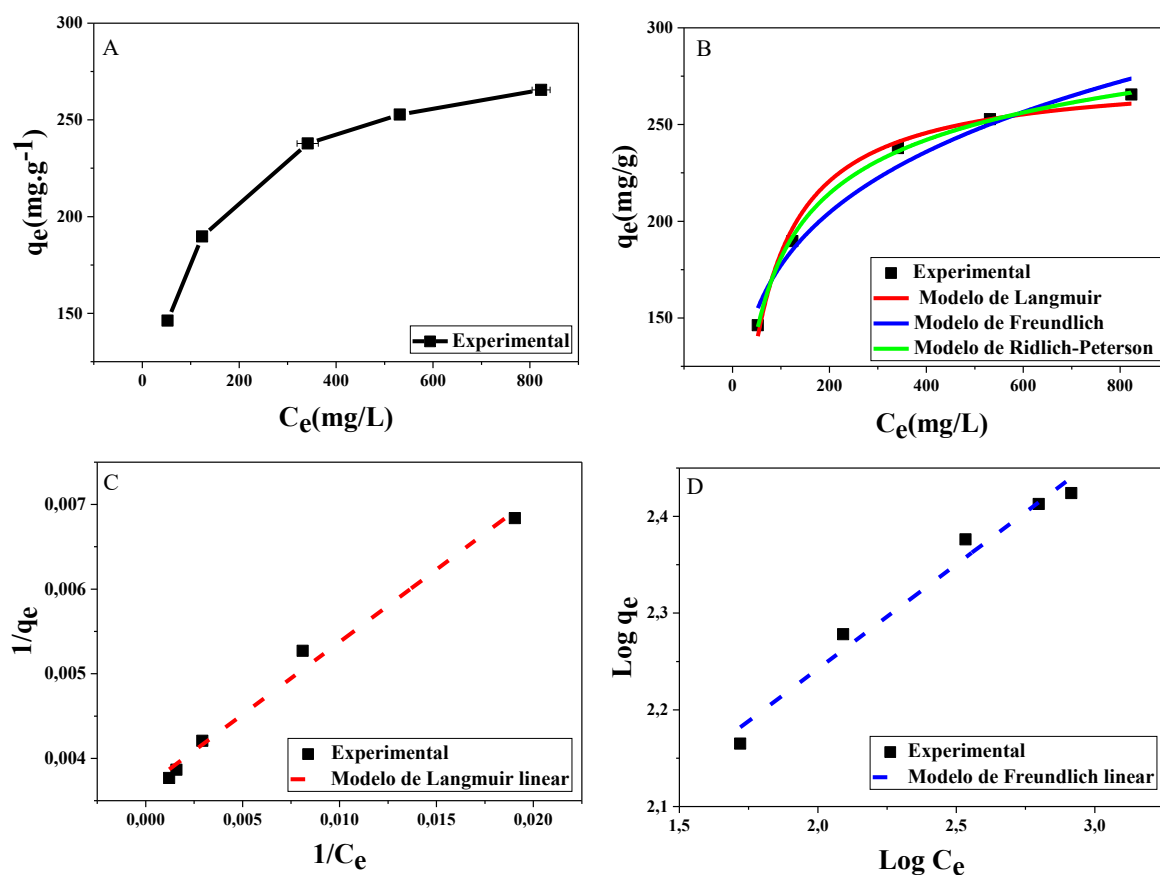 A
300
250
200
150
qe(mg.g-1)
Experimental
0
200
400
600
800
Ce(mg/L)
B
300
250
200
150
100
qe(mg/g)
Experimental
Modelo de Langmuir
Modelo de Freundlich
Modelo de Ridlich-Peterson
0
200
400
600
800
Ce(mg/L)
C
0,007
0,006
0,005
0,004
1/qe
Experimental
Modelo de Langmuir linear
0,000
0,005
0,010
0,015
0,020
1/Ce
D
2,4
2,3
2,2
2,1
Log qe
Experimental
Modelo de Freundlich linear
1,5
2,0
2,5
3,0
Log Ce